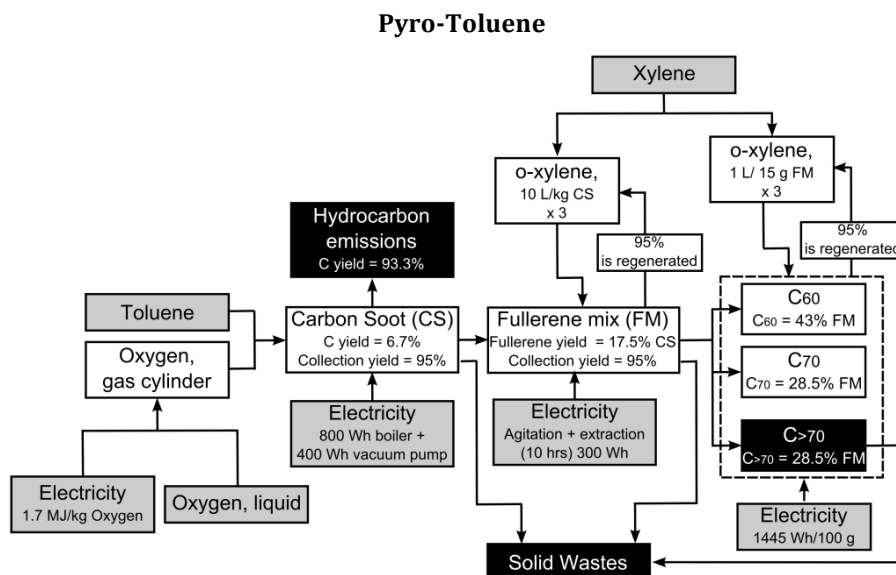 Pyro-Toluene
Xylene
o-xylene,
10 L/kg CS
x 3
o-xylene,
1 L/ 15 g FM
x 3
Hydrocarbon
emissions
C yield = 93.3%
95%
is regenerated
95%
is regenerated
Toluene
Oxygen,
gas cylinder
Carbon Soot (CS)
C yield = 6.7%
Collection yield = 95%
Fullerene mix (FM)
Fullerene yield = 17.5% CS
Collection yield = 95%
C60
C60 = 43% FM
C70
C70 = 28.5% FM
C>70
C>70 = 28.5% FM
Electricity
800 Wh boiler +
400 Wh vacuum pump
Electricity
Agitation + extraction
(10 hrs) 300 Wh
Electricity
1.7 MJ/kg Oxygen
Oxygen, liquid
Electricity
1445 Wh/100 g
Solid Wastes